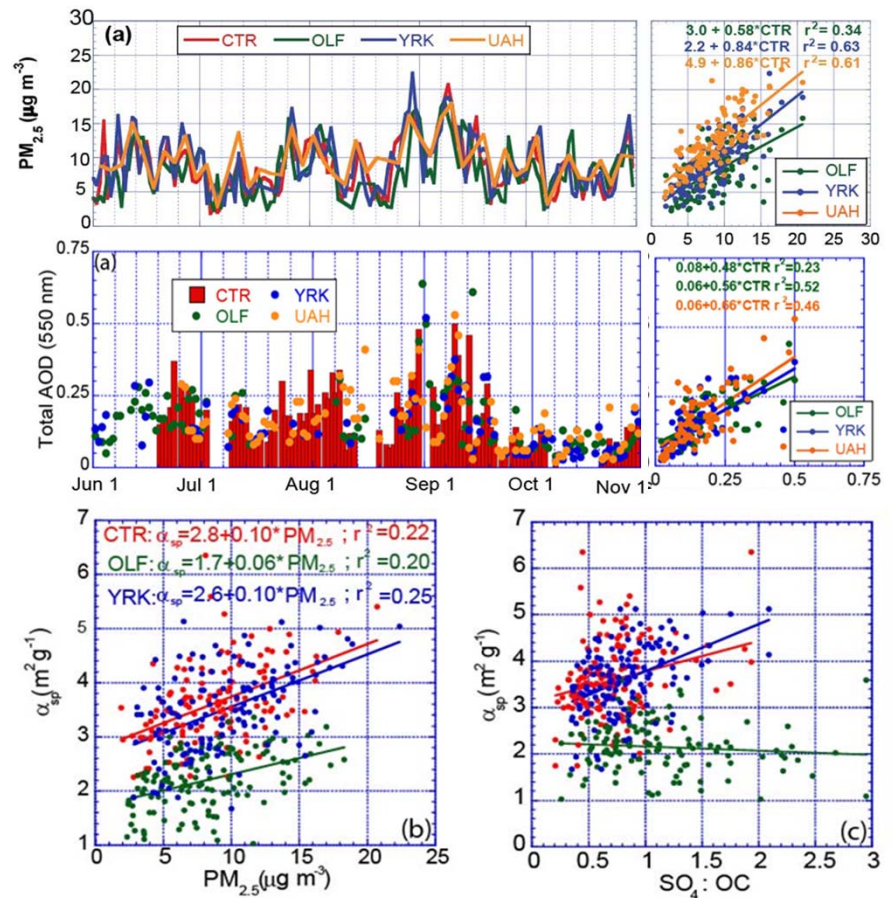 (a)
CTR OLF YRK UAH
PM2.5 (µg m-3)
30
25
20
15
10
5
0
3.0 + 0.58*CTR r2= 0.34
2.2 + 0.84*CTR r2= 0.63
4.9 + 0.86*CTR r2= 0.61
OLF
YRK
UAH
0 5 10 15 20 25 30
(a)
CTR YRK
OLF UAH
Total AOD (550 nm)
0.75
0.5
0.25
0
Jun 1 Jul 1 Aug 1 Sep 1 Oct 1 Nov 1
0.08+0.48*CTR r2=0.23
0.06+0.56*CTR r2=0.52
0.06+0.66*CTR r2=0.46
OLF
YRK
UAH
0 0.25 0.5 0.75
CTR: αsp=2.8+0.10*PM2.5 ; r2=0.22
OLF: αsp=1.7+0.06*PM2.5 ; r2=0.20
YRK: αsp=2.6+0.10*PM2.5 ; r2=0.25
αsp(m2 g-1)
7
6
5
4
3
2
1
0 5 10 15 20 25
PM2.5(µg m-3)
(b)
αsp(m2 g-1)
7
6
5
4
3
2
1
0
0 0.5 1 1.5 2 2.5 3
SO4 : OC
(c)